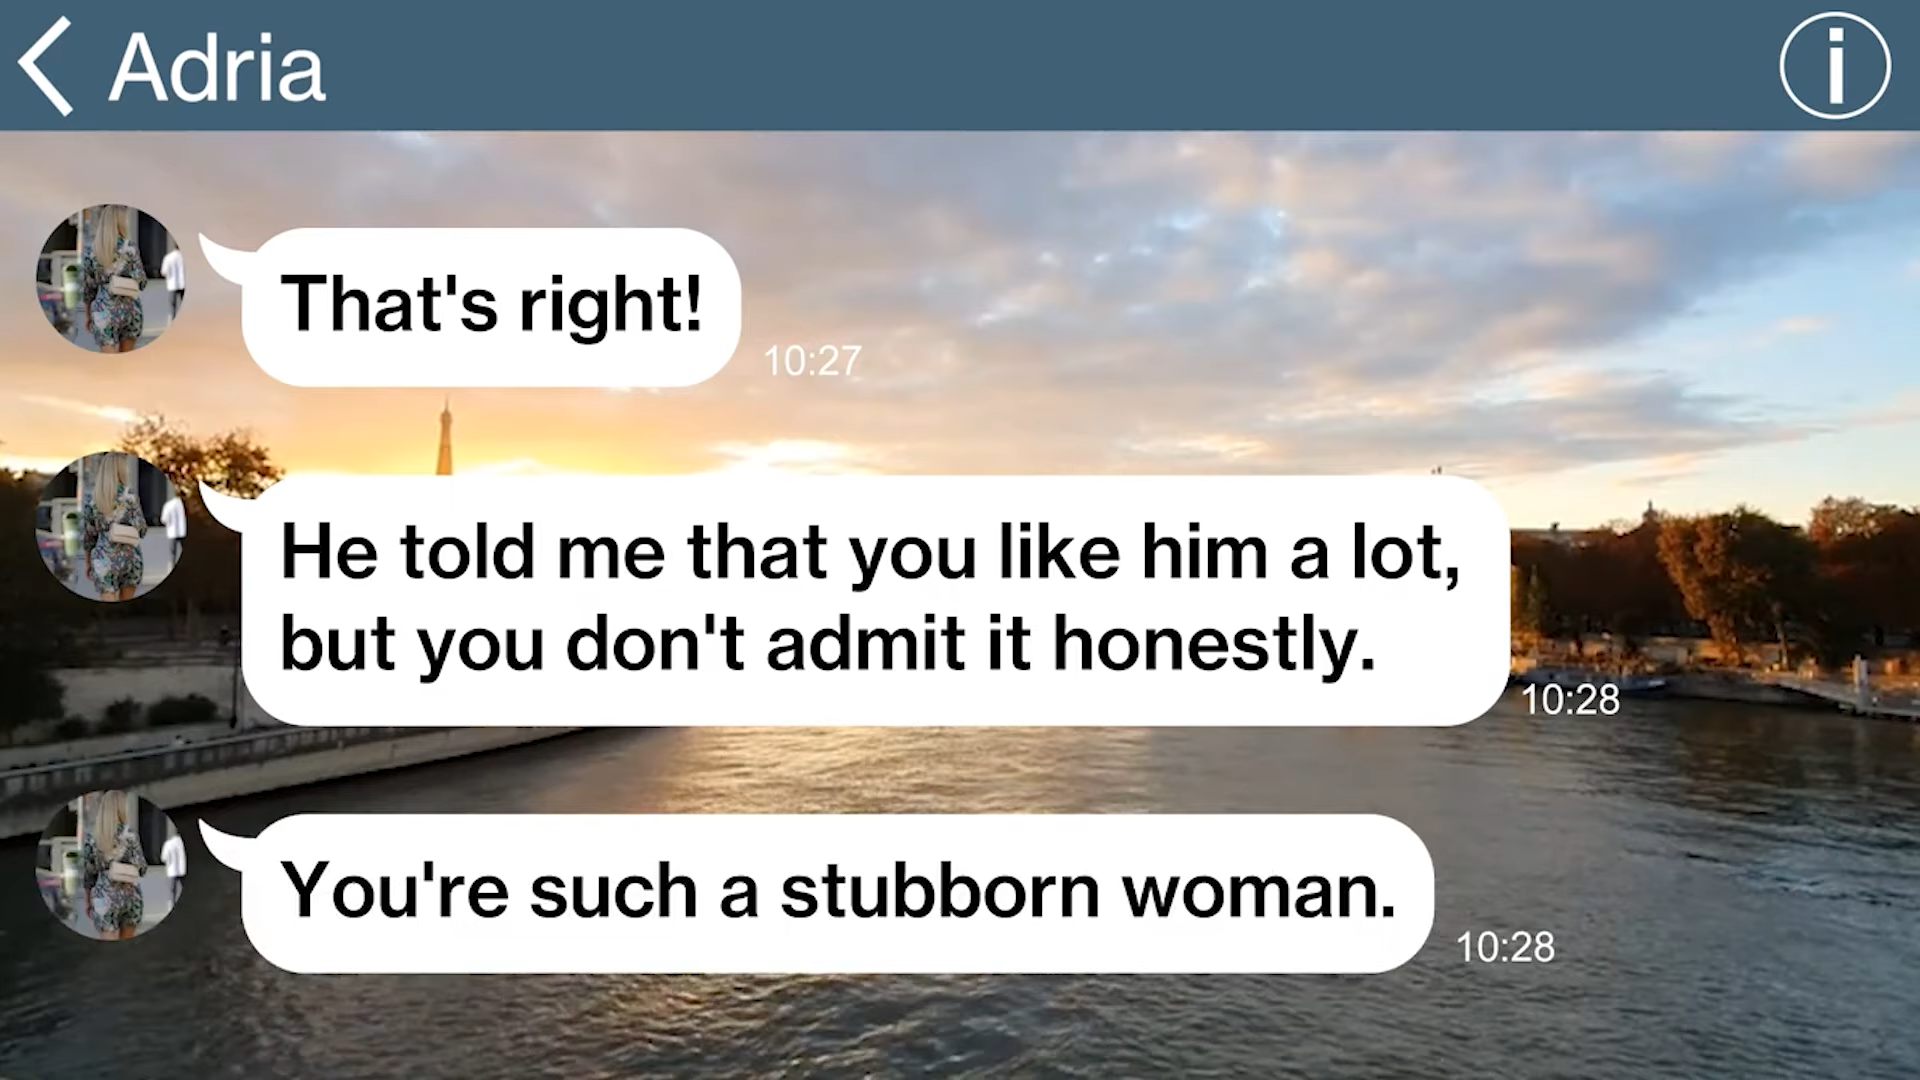 Adria
That's right!
10:27
He told me that you like him a lot,
but you don't admit it honestly.
10:28
You're such a stubborn woman.
10:28